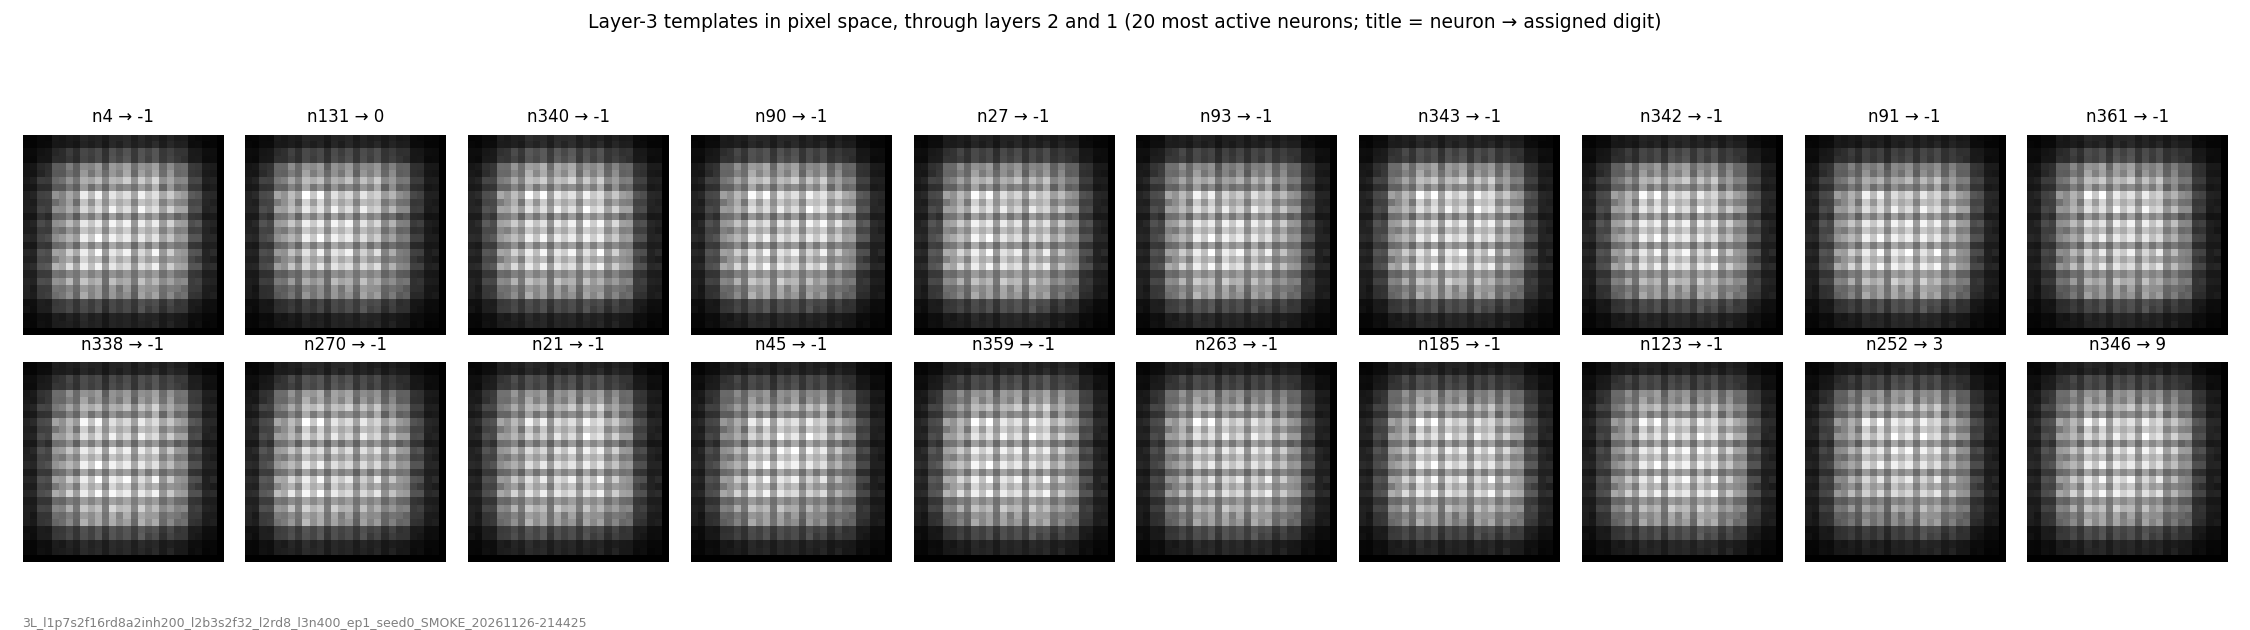 Layer-3 templates in pixel space, through layers 2 and 1 (20 most active neurons; title = neuron → assigned digit)
n4 → -1 n131 → 0 n340 → -1 n90 → -1 n27 → -1 n93 → -1 n343 → -1 n342 → -1 n91 → -1 n361 → -1
n338 → -1 n270 → -1 n21 → -1 n45 → -1 n359 → -1 n263 → -1 n185 → -1 n123 → -1 n252 → 3 n346 → 9
3L_l1p7s2f16rd8a2inh200_l2b3s2f32_l2rd8_l3n400_ep1_seed0_SMOKE_20261126-214425